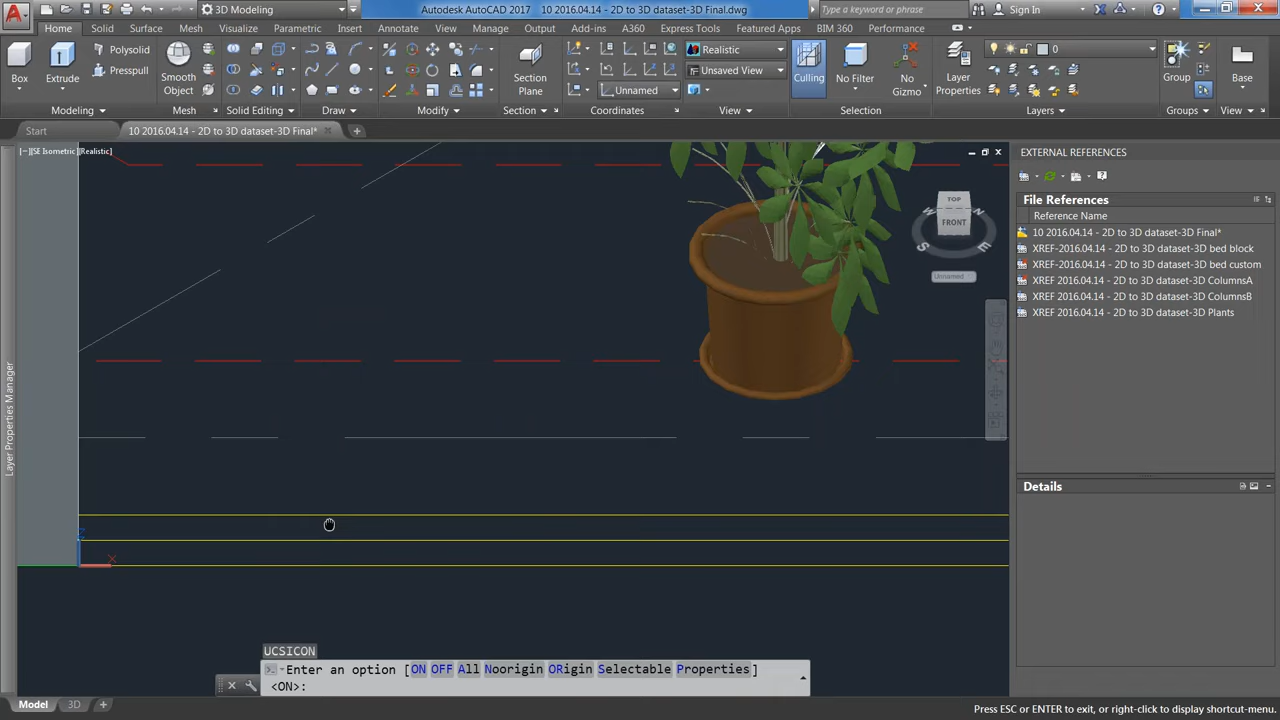 3D Modeling
Autodesk AutoCAD 2017 10 2016.04.14 - 2D to 3D dataset-3D Final.dwg
Type a keyword or phrase
Sign In
Home Solid Surface Mesh Visualize Parametric Insert Annotate View Manage Output Add-ins A360 Express Tools Featured Apps BIM 360 Performance
Box
Extrude
Polysolid
Presspull
Smooth Object
Section Plane
Unnamed
Realistic
Unsaved View
Culling
No Filter
No Gizmo
Layer Properties
0
Group
Base
Modeling Mesh Solid Editing Draw Modify Section Coordinates View Selection Layers Groups View
Start
10 2016.04.14 - 2D to 3D dataset-3D Final*
[−][SE Isometric][Realistic]
EXTERNAL REFERENCES
File References
Reference Name
10 2016.04.14 - 2D to 3D dataset-3D Final*
XREF-2016.04.14 - 2D to 3D dataset-3D bed block
XREF-2016.04.14 - 2D to 3D dataset-3D bed custom
XREF 2016.04.14 - 2D to 3D dataset-3D ColumnsA
XREF 2016.04.14 - 2D to 3D dataset-3D ColumnsB
XREF 2016.04.14 - 2D to 3D dataset-3D Plants
Details
TOP
FRONT
W N
S E
Unnamed
Layer Properties Manager
Z
X
UCSICON
Enter an option [ON OFF All Noorigin ORigin Selectable Properties]
<ON>:
Model 3D
Press ESC or ENTER to exit, or right-click to display shortcut-menu.